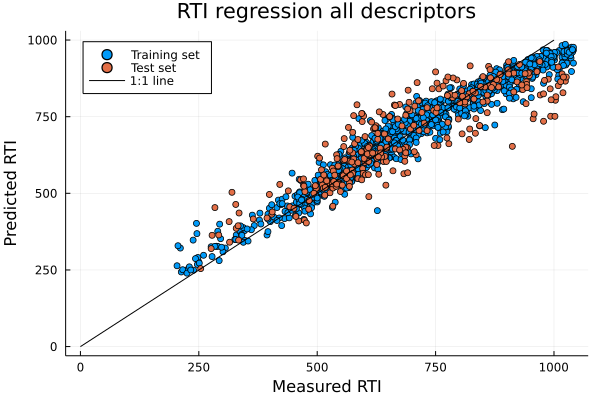 RTI regression all descriptors
Training set
Test set
1:1 line
1000
750
500
250
0
Predicted RTI
0 250 500 750 1000
Measured RTI